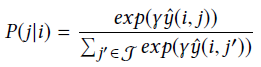 P(j|i) = exp(γŷ(i, j)) / ∑_{j′∈𝒥} exp(γŷ(i, j′))